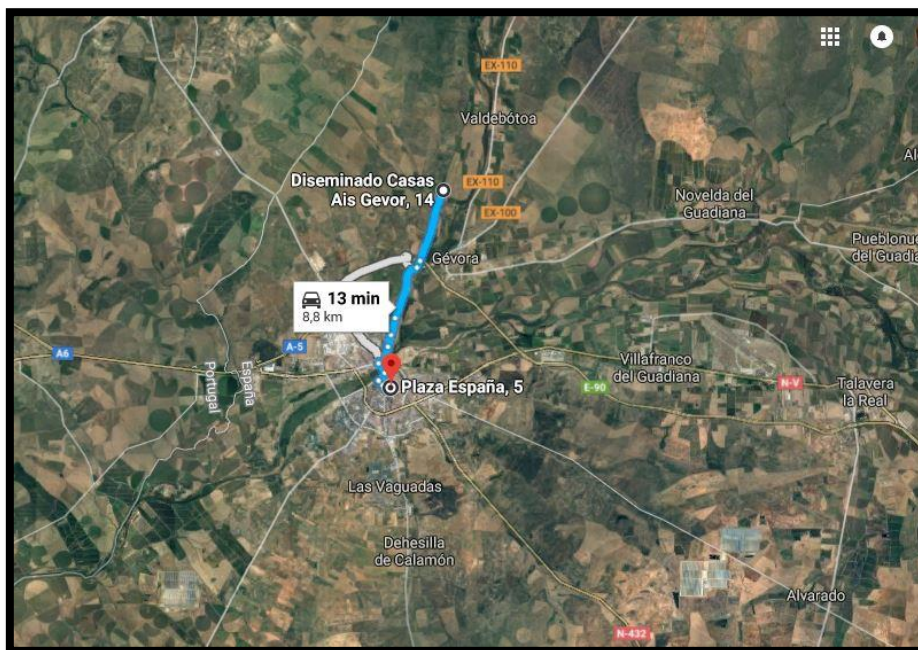 EX-110
Valdebótoa
Diseminado Casas
Ais Gevor, 14
EX-110
EX-100
Novelda del
Guadiana
Gévora
Pueblonue
del Guadia
13 min
8,8 km
A-5
A6
España
Portugal
Plaza España, 5
Villafranco
del Guadiana
E-90
N-V
Talavera
la Real
Las Vaguadas
Dehesilla
de Calamón
Alvarado
N-432